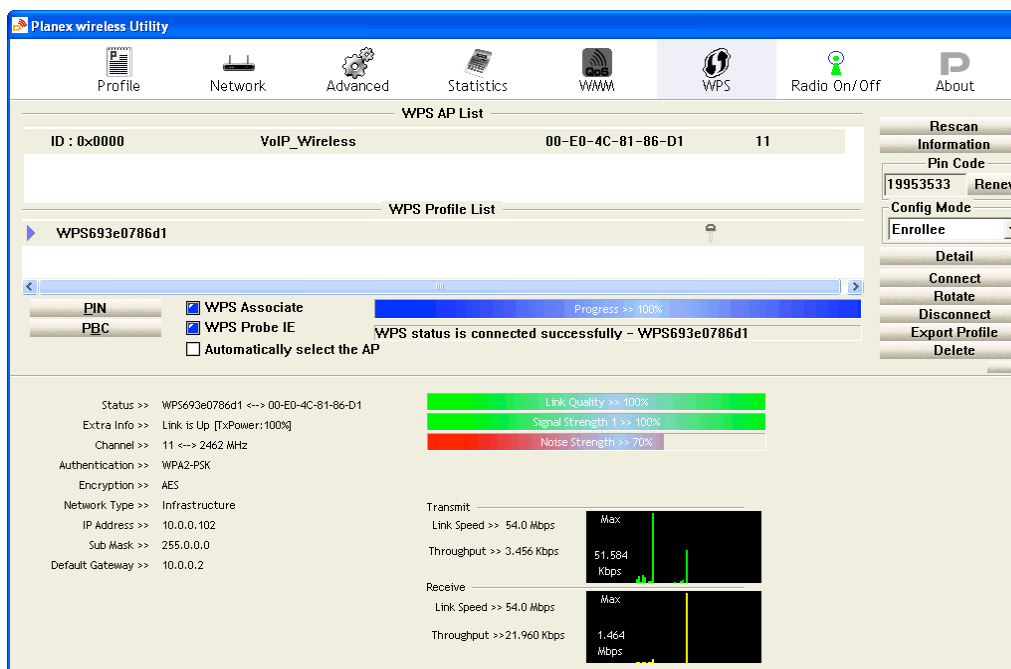 Planex wireless Utility
Profile
Network
Advanced
Statistics
QoS
WMM
WPS
Radio On/Off
About
WPS AP List
ID : 0x0000 VoIP_Wireless 00-E0-4C-81-86-D1 11
Rescan
Information
Pin Code
19953533 Renew
WPS Profile List
Config Mode
WPS693e0786d1
Enrollee
Detail
Connect
Rotate
Disconnect
Export Profile
Delete
PIN
PBC
WPS Associate
WPS Probe IE
Automatically select the AP
Progress >> 100%
WPS status is connected successfully - WPS693e0786d1
Status >> WPS693e0786d1 <--> 00-E0-4C-81-86-D1
Extra Info >> Link is Up [TxPower:100%]
Channel >> 11 <--> 2462 MHz
Authentication >> WPA2-PSK
Encryption >> AES
Network Type >> Infrastructure
IP Address >> 10.0.0.102
Sub Mask >> 255.0.0.0
Default Gateway >> 10.0.0.2
Link Quality >> 100%
Signal Strength 1 >> 100%
Noise Strength >> 70%
Transmit
Link Speed >> 54.0 Mbps
Throughput >> 3.456 Kbps
Max
51.584
Kbps
Receive
Link Speed >> 54.0 Mbps
Throughput >>21.960 Kbps
Max
1.464
Mbps